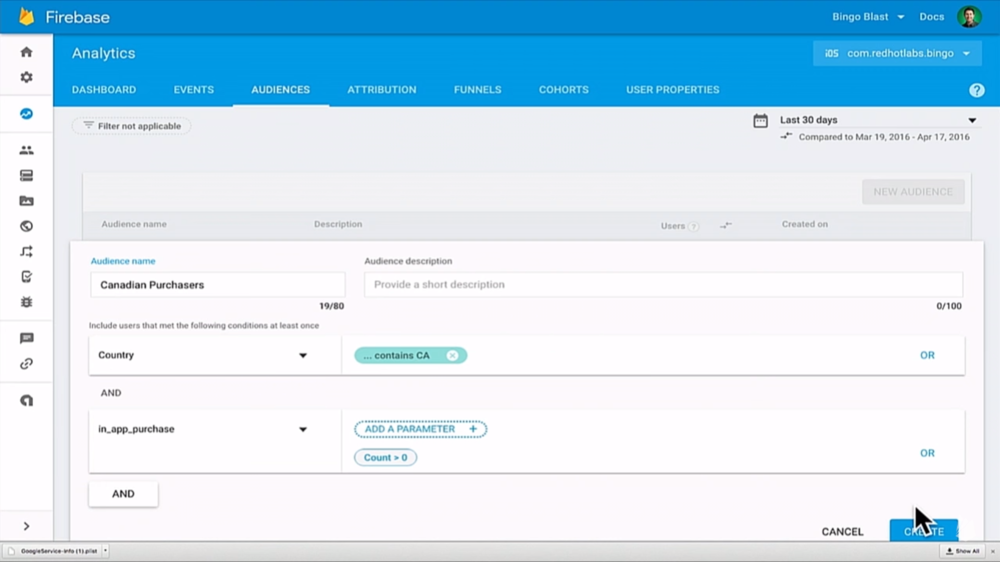 Firebase
Bingo Blast
Docs
Analytics
iOS com.redhotlabs.bingo
DASHBOARD
EVENTS
AUDIENCES
ATTRIBUTION
FUNNELS
COHORTS
USER PROPERTIES
?
Filter not applicable
Last 30 days
Compared to Mar 19, 2016 - Apr 17, 2016
NEW AUDIENCE
Audience name
Description
Users ?
Created on
Audience name
Audience description
Canadian Purchasers
Provide a short description
19/80
0/100
Include users that met the following conditions at least once
Country
... contains CA
OR
AND
in_app_purchase
ADD A PARAMETER +
Count > 0
OR
AND
CANCEL
CREATE
GoogleService-Info (1).plist
Show All